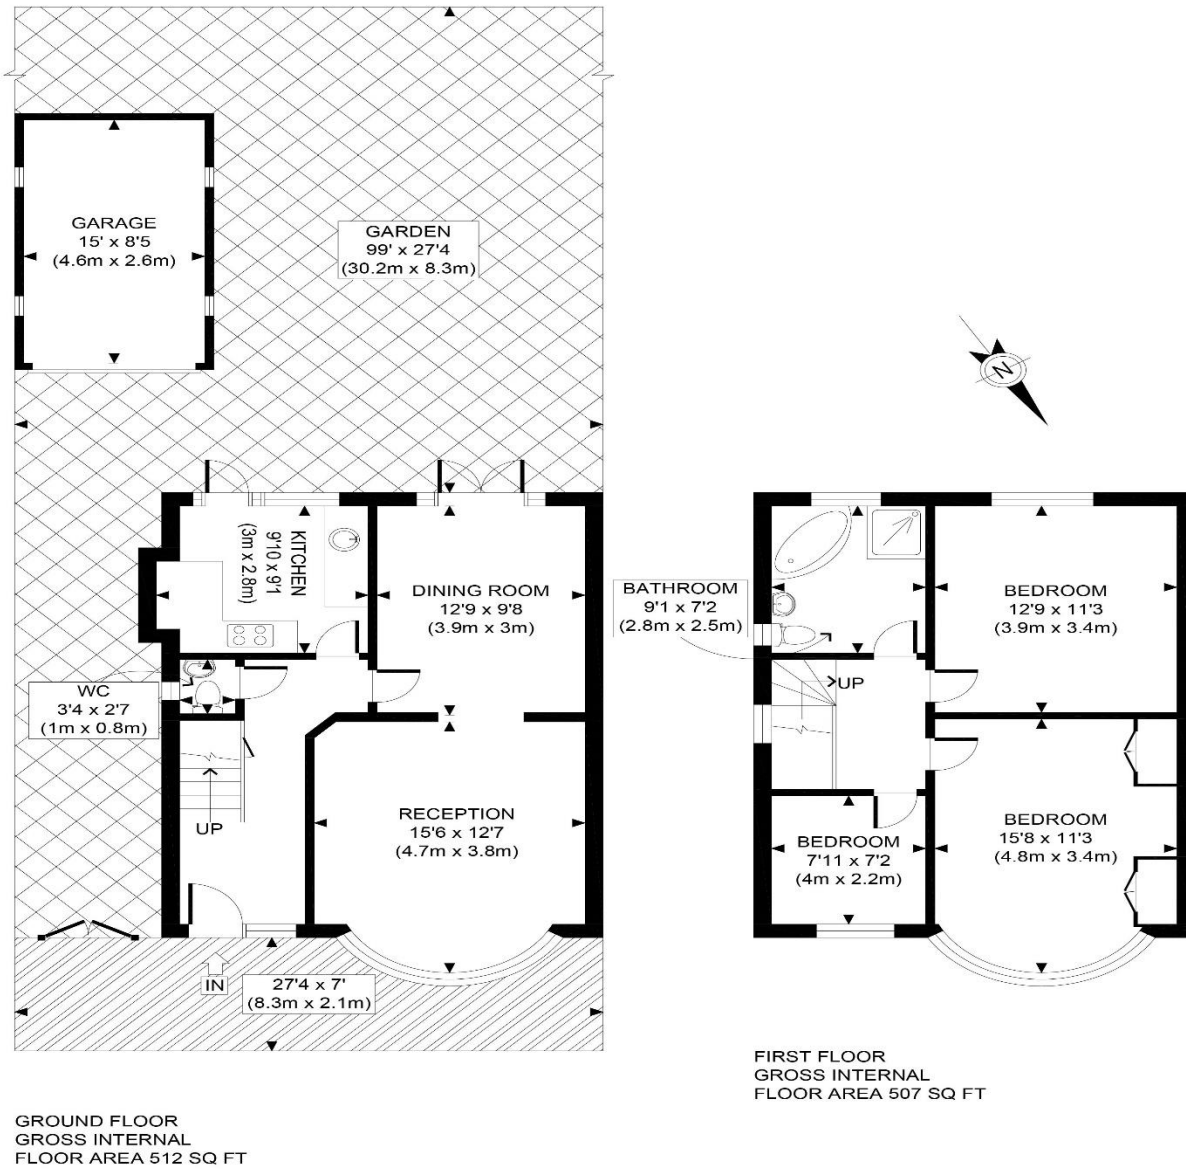 GARAGE
15' x 8'5
(4.6m x 2.6m)
GARDEN
99' x 27'4
(30.2m x 8.3m)
N
KITCHEN
9'10 x 9'1
(3m x 2.8m)
DINING ROOM
12'9 x 9'8
(3.9m x 3m)
WC
3'4 x 2'7
(1m x 0.8m)
UP
RECEPTION
15'6 x 12'7
(4.7m x 3.8m)
IN
27'4 x 7'
(8.3m x 2.1m)
GROUND FLOOR
GROSS INTERNAL
FLOOR AREA 512 SQ FT
BATHROOM
9'1 x 7'2
(2.8m x 2.5m)
BEDROOM
12'9 x 11'3
(3.9m x 3.4m)
UP
BEDROOM
7'11 x 7'2
(4m x 2.2m)
BEDROOM
15'8 x 11'3
(4.8m x 3.4m)
FIRST FLOOR
GROSS INTERNAL
FLOOR AREA 507 SQ FT